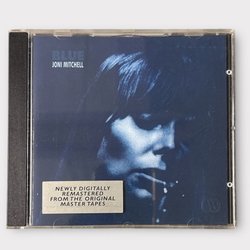 BLUE
JONI MITCHELL
NEWLY DIGITALLY
REMASTERED
FROM THE ORIGINAL
MASTER TAPES